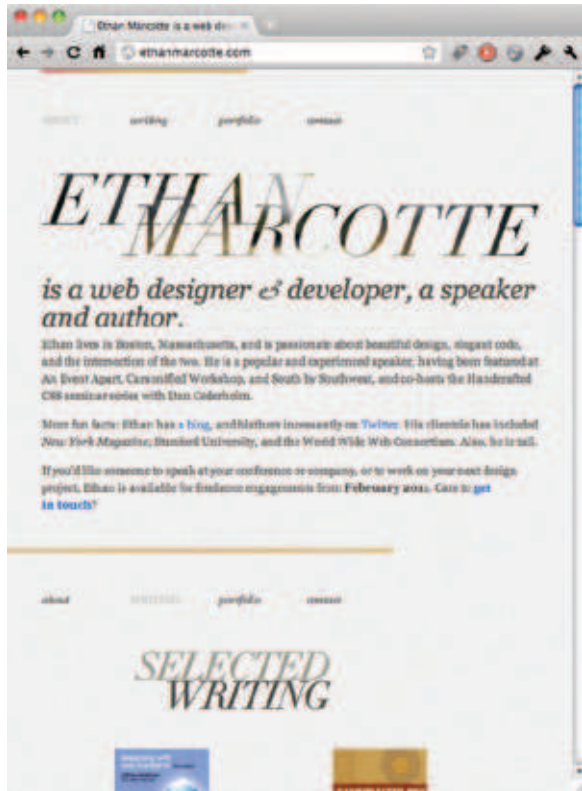 Ethan Marcotte is a web des
ethanmarcotte.com
ABOUT writing portfolio contact
ETHAN
MARCOTTE
is a web designer & developer, a speaker
and author.
Ethan lives in Boston, Massachusetts, and is passionate about beautiful design, elegant code,
and the intersection of the two. He is a popular and experienced speaker, having been featured at
An Event Apart, Carsonified Workshop, and South by Southwest, and co-hosts the Handcrafted
CSS seminar series with Dan Cederholm.
More fun facts: Ethan has a blog, and blathers incessantly on Twitter. His clientele has included
New York Magazine, Stanford University, and the World Wide Web Consortium. Also, he is tall.
If you'd like someone to speak at your conference or company, or to work on your next design
project, Ethan is available for freelance engagements from February 2011. Care to get
in touch?
about WRITING portfolio contact
SELECTED
WRITING